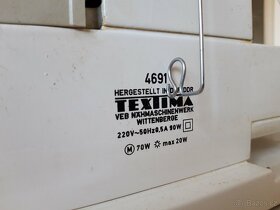 4691
HERGESTELLT IN DER DDR
TEXTIMA
VEB NÄHMASCHINENWERK
WITTENBERGE
220V~50Hz 0,5A 90W
M 70W max 20W